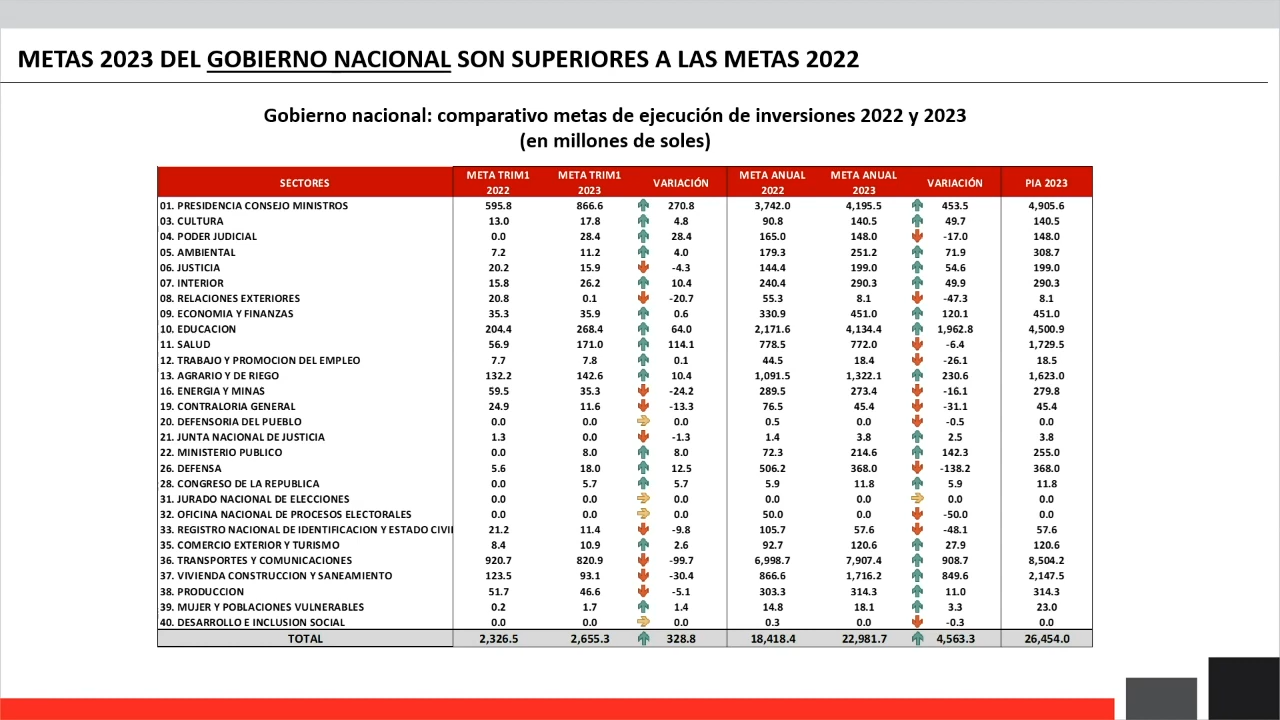 METAS 2023 DEL GOBIERNO NACIONAL SON SUPERIORES A LAS METAS 2022
Gobierno nacional: comparativo metas de ejecución de inversiones 2022 y 2023
(en millones de soles)
SECTORES META TRIM1 2022 META TRIM1 2023 VARIACIÓN META ANUAL 2022 META ANUAL 2023 VARIACIÓN PIA 2023
01. PRESIDENCIA CONSEJO MINISTROS 595.8 866.6 270.8 3,742.0 4,195.5 453.5 4,905.6
03. CULTURA 13.0 17.8 4.8 90.8 140.5 49.7 140.5
04. PODER JUDICIAL 0.0 28.4 28.4 165.0 148.0 -17.0 148.0
05. AMBIENTAL 7.2 11.2 4.0 179.3 251.2 71.9 308.7
06. JUSTICIA 20.2 15.9 -4.3 144.4 199.0 54.6 199.0
07. INTERIOR 15.8 26.2 10.4 240.4 290.3 49.9 290.3
08. RELACIONES EXTERIORES 20.8 0.1 -20.7 55.3 8.1 -47.3 8.1
09. ECONOMIA Y FINANZAS 35.3 35.9 0.6 330.9 451.0 120.1 451.0
10. EDUCACION 204.4 268.4 64.0 2,171.6 4,134.4 1,962.8 4,500.9
11. SALUD 56.9 171.0 114.1 778.5 772.0 -6.4 1,729.5
12. TRABAJO Y PROMOCION DEL EMPLEO 7.7 7.8 0.1 44.5 18.4 -26.1 18.5
13. AGRARIO Y DE RIEGO 132.2 142.6 10.4 1,091.5 1,322.1 230.6 1,623.0
16. ENERGIA Y MINAS 59.5 35.3 -24.2 289.5 273.4 -16.1 279.8
19. CONTRALORIA GENERAL 24.9 11.6 -13.3 76.5 45.4 -31.1 45.4
20. DEFENSORIA DEL PUEBLO 0.0 0.0 0.0 0.5 0.0 -0.5 0.0
21. JUNTA NACIONAL DE JUSTICIA 1.3 0.0 -1.3 1.4 3.8 2.5 3.8
22. MINISTERIO PUBLICO 0.0 8.0 8.0 72.3 214.6 142.3 255.0
26. DEFENSA 5.6 18.0 12.5 506.2 368.0 -138.2 368.0
28. CONGRESO DE LA REPUBLICA 0.0 5.7 5.7 5.9 11.8 5.9 11.8
31. JURADO NACIONAL DE ELECCIONES 0.0 0.0 0.0 0.0 0.0 0.0 0.0
32. OFICINA NACIONAL DE PROCESOS ELECTORALES 0.0 0.0 0.0 50.0 0.0 -50.0 0.0
33. REGISTRO NACIONAL DE IDENTIFICACION Y ESTADO CIVI 21.2 11.4 -9.8 105.7 57.6 -48.1 57.6
35. COMERCIO EXTERIOR Y TURISMO 8.4 10.9 2.6 92.7 120.6 27.9 120.6
36. TRANSPORTES Y COMUNICACIONES 920.7 820.9 -99.7 6,998.7 7,907.4 908.7 8,504.2
37. VIVIENDA CONSTRUCCION Y SANEAMIENTO 123.5 93.1 -30.4 866.6 1,716.2 849.6 2,147.5
38. PRODUCCION 51.7 46.6 -5.1 303.3 314.3 11.0 314.3
39. MUJER Y POBLACIONES VULNERABLES 0.2 1.7 1.4 14.8 18.1 3.3 23.0
40. DESARROLLO E INCLUSION SOCIAL 0.0 0.0 0.0 0.3 0.0 -0.3 0.0
TOTAL 2,326.5 2,655.3 328.8 18,418.4 22,981.7 4,563.3 26,454.0